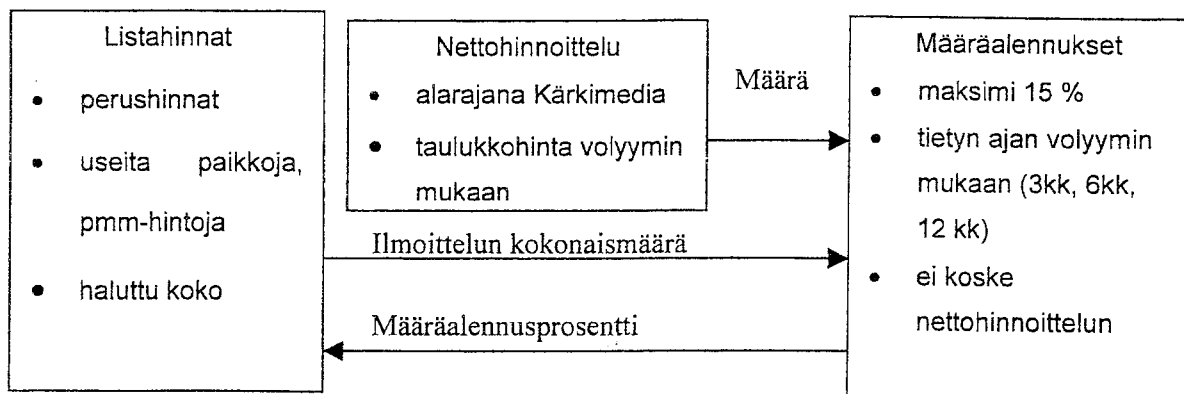 Listahinnat
• perushinnat
• useita paikkoja,
pmm-hintoja
• haluttu koko
Nettohinnoittelu
• alarajana Kärkimedia
• taulukkohinta volyymin
mukaan
Määrä
Ilmoittelun kokonaismäärä
Määräalennusprosentti
Määräalennukset
• maksimi 15 %
• tietyn ajan volyymin
mukaan (3kk, 6kk,
12 kk)
• ei koske
nettohinnoittelun